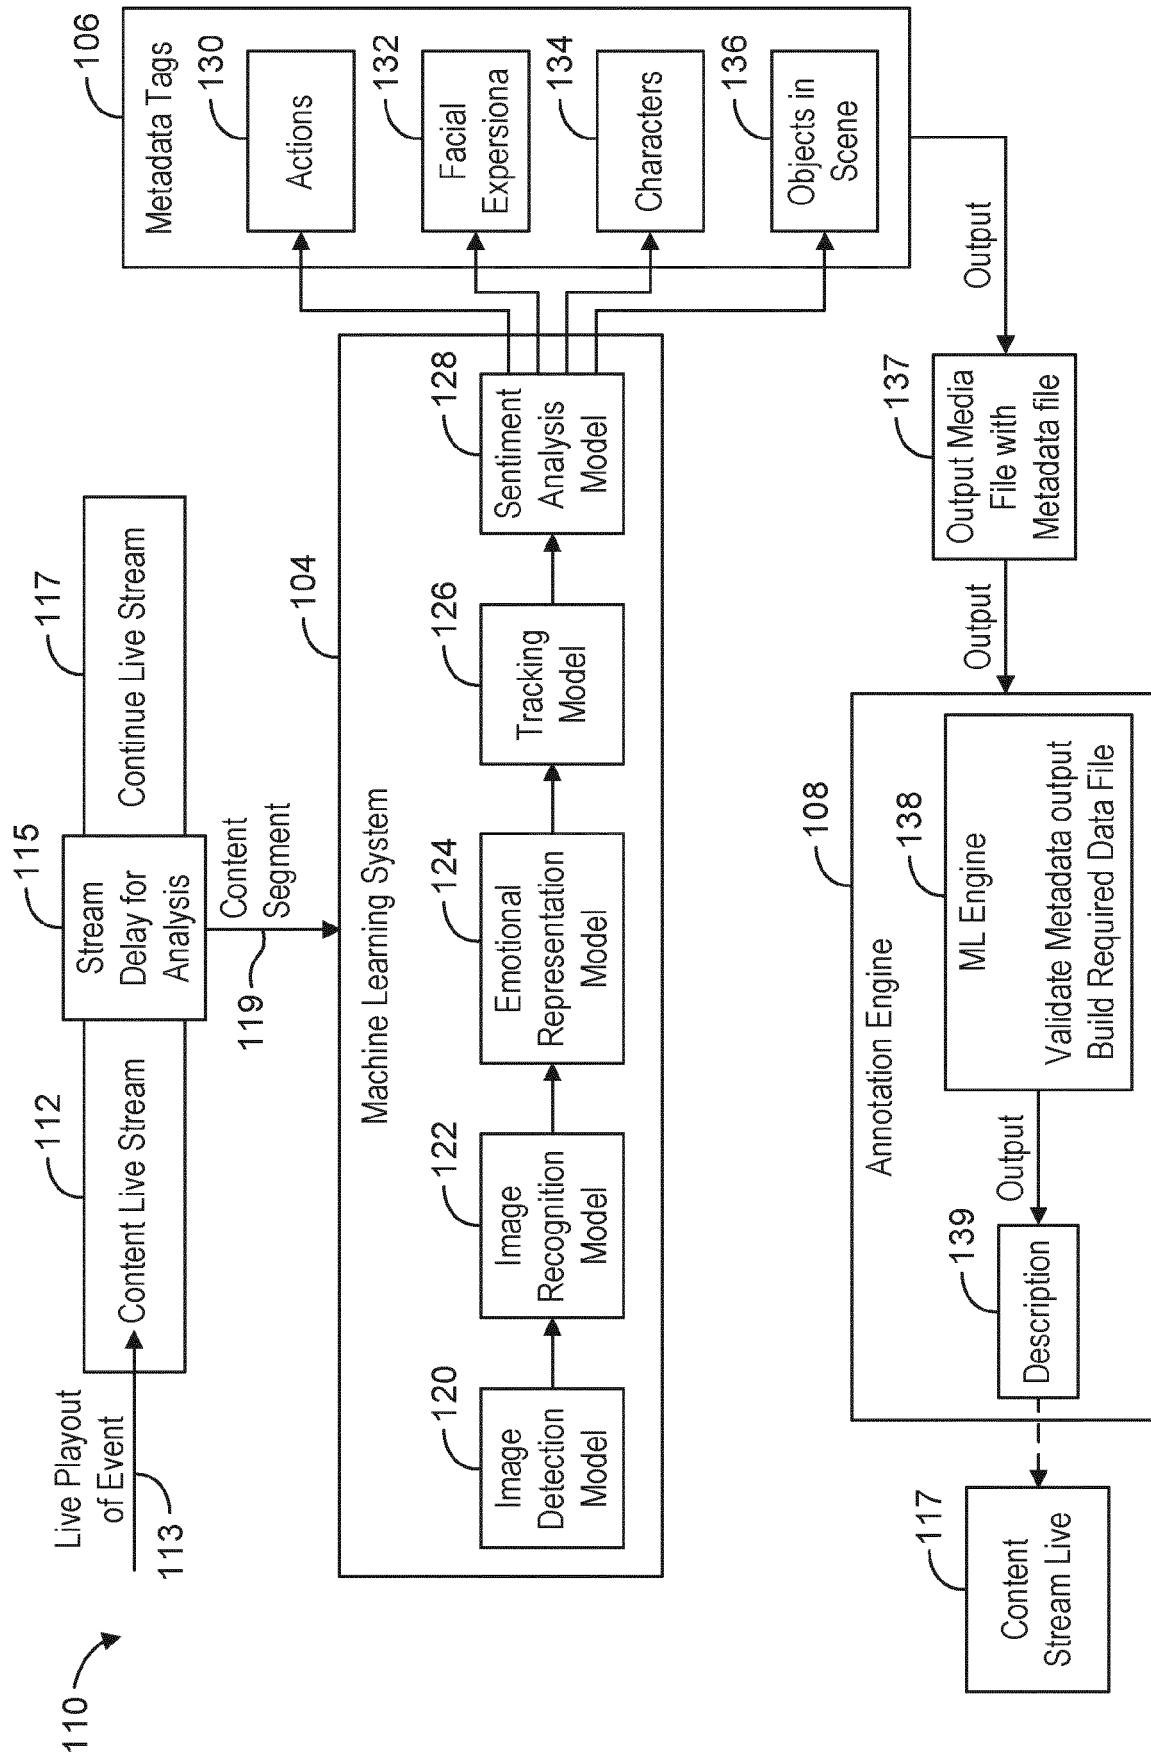 110
Live Playout
of Event
113
112
Content Live Stream
115
Stream
Delay for
Analysis
117
Continue Live Stream
119
Content
Segment
104
Machine Learning System
120
Image
Detection
Model
122
Image
Recognition
Model
124
Emotional
Representation
Model
126
Tracking
Model
128
Sentiment
Analysis
Model
106
Metadata Tags
130
Actions
132
Facial
Expersiona
134
Characters
136
Objects in
Scene
Output
137
Output Media
File with
Metadata file
Output
108
Annotation Engine
138
ML Engine
Validate Metadata output
Build Required Data File
Output
139
Description
117
Content
Stream Live